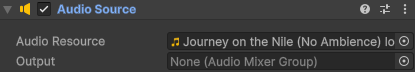 Audio Source
Audio Resource
Journey on the Nile (No Ambience) lo
Output
None (Audio Mixer Group)